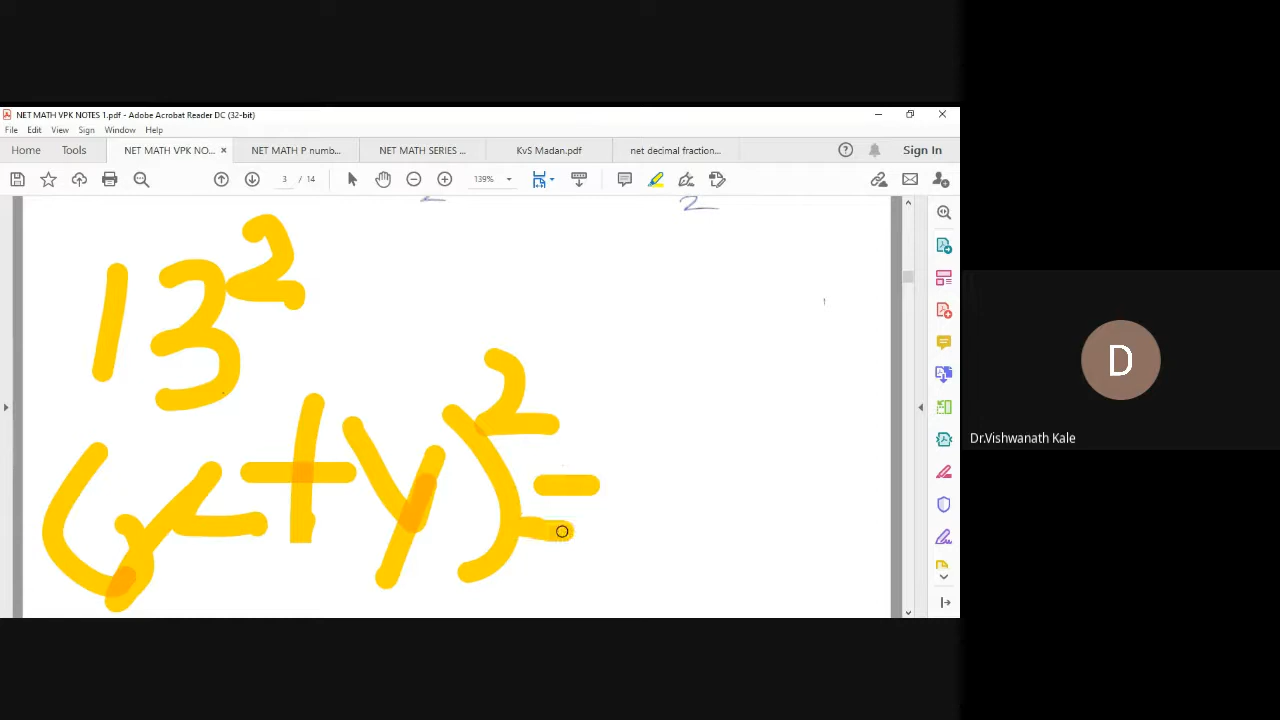 NET MATH VPK NOTES 1.pdf - Adobe Acrobat Reader DC (32-bit)
File Edit View Sign Window Help
Home Tools NET MATH VPK NO... × NET MATH P numb... NET MATH SERIES ... KvS Madan.pdf net decimal fraction... Sign In
3 / 14 139%
2 2
13²
(x+y)²=
D
Dr.Vishwanath Kale